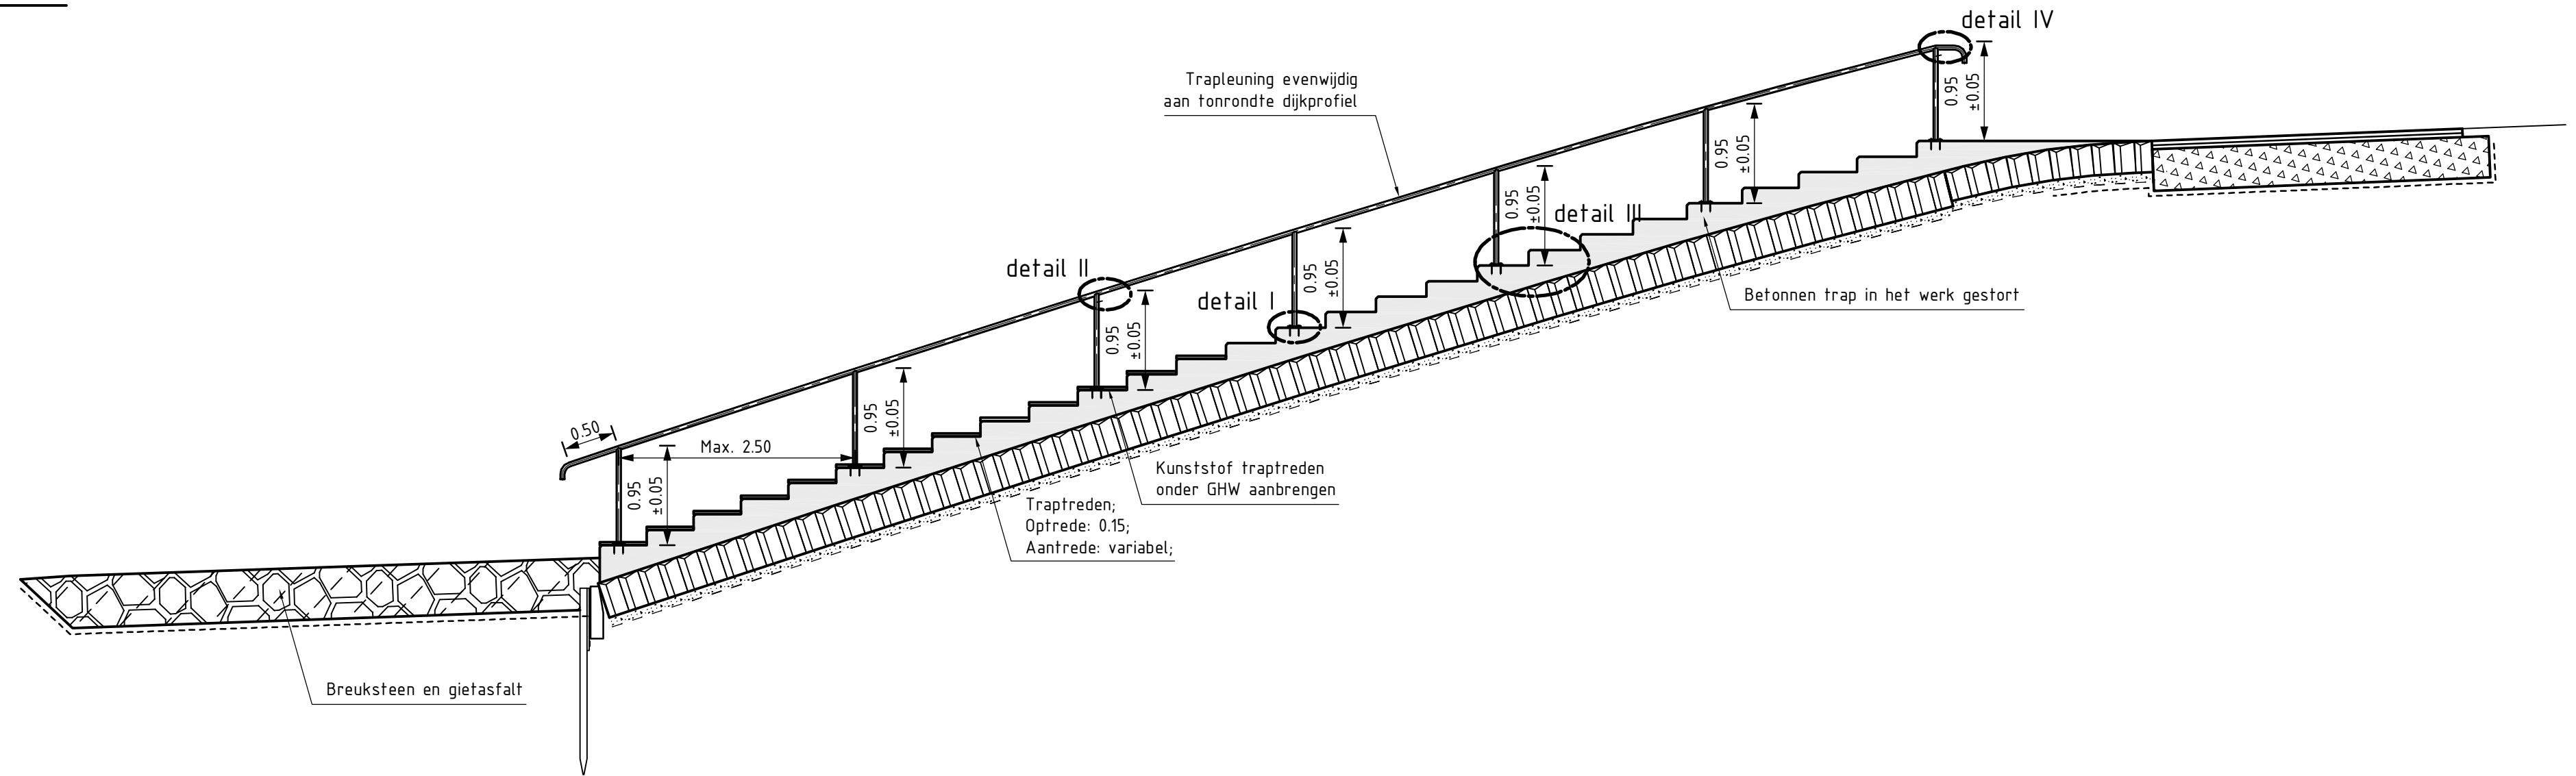 detail IV
Trapleuning evenwijdig
aan tonrondte dijkprofiel
0.95
±0.05
0.95
±0.05
0.95
±0.05
detail III
detail II
detail I
0.95
±0.05
Betonnen trap in het werk gestort
0.95
±0.05
0.95
±0.05
0.50
Max. 2.50
0.95
±0.05
Kunststof traptreden
onder GHW aanbrengen
Traptreden;
Optrede: 0.15;
Aantrede: variabel;
Breuksteen en gietasfalt